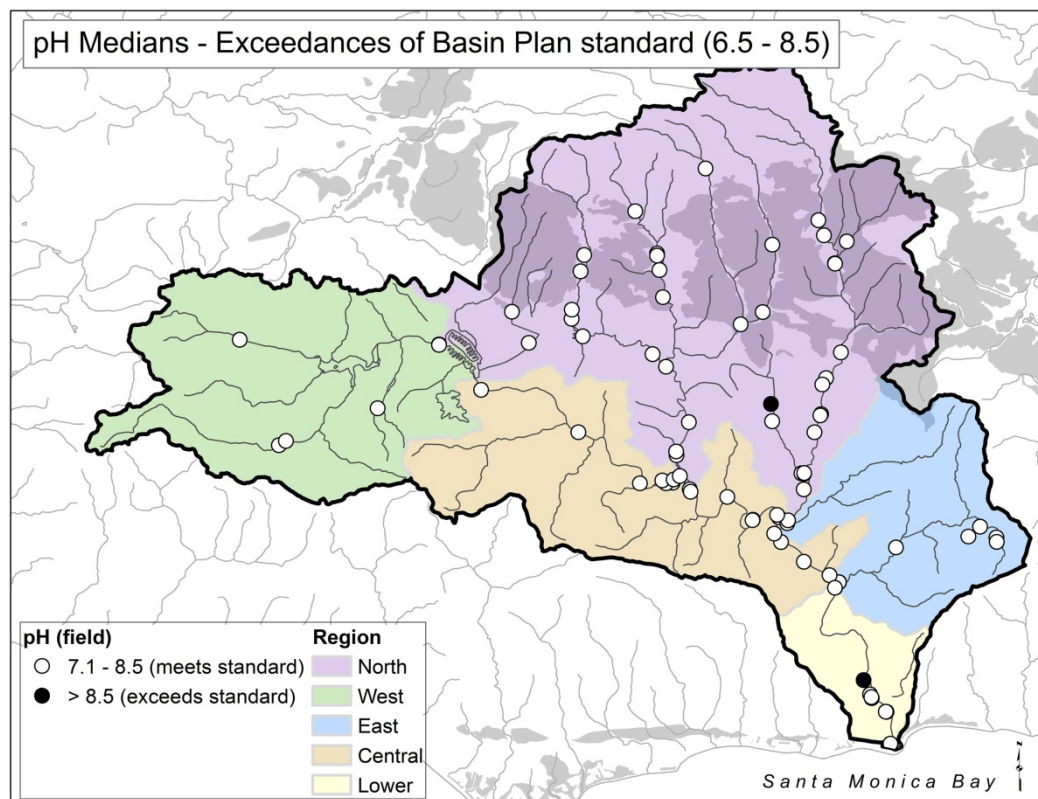 pH Medians - Exceedances of Basin Plan standard (6.5 - 8.5)
pH (field)
7.1 - 8.5 (meets standard)
> 8.5 (exceeds standard)
Region
North
West
East
Central
Lower
Santa Monica Bay